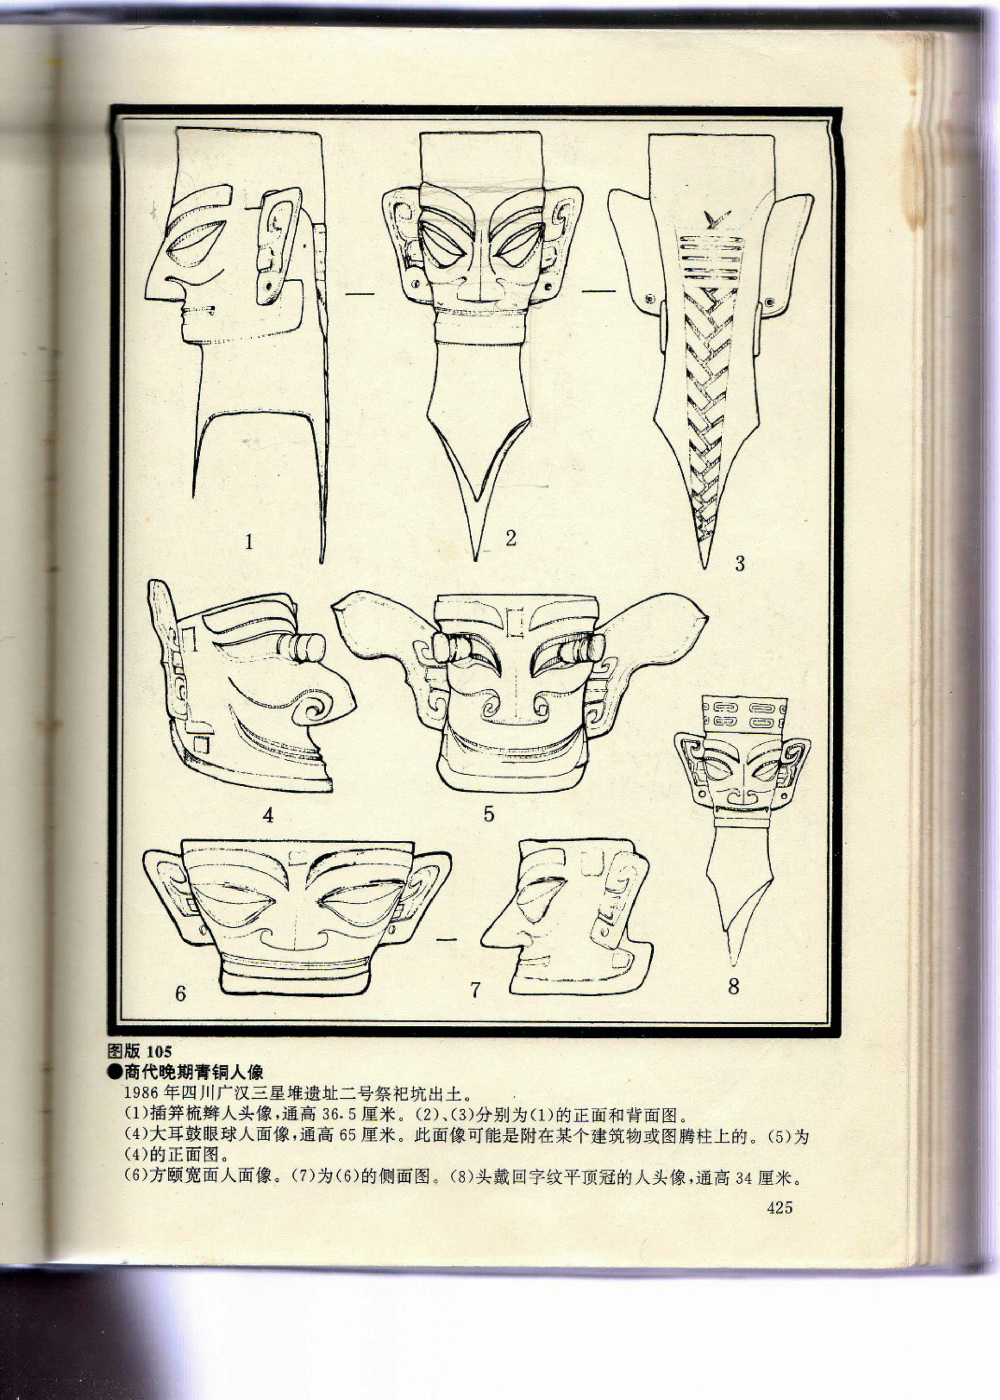 1
2
3
4
5
6
7
8
图版 105
●商代晚期青铜人像
1986 年四川广汉三星堆遗址二号祭祀坑出土。
(1)插笄梳辫人头像,通高 36.5 厘米。(2)、(3)分别为(1)的正面和背面图。
(4)大耳鼓眼球人面像,通高 65 厘米。此面像可能是附在某个建筑物或图腾柱上的。(5)为
(4)的正面图。
(6)方颐宽面人面像。(7)为(6)的侧面图。(8)头戴回字纹平顶冠的人头像,通高 34 厘米。
425